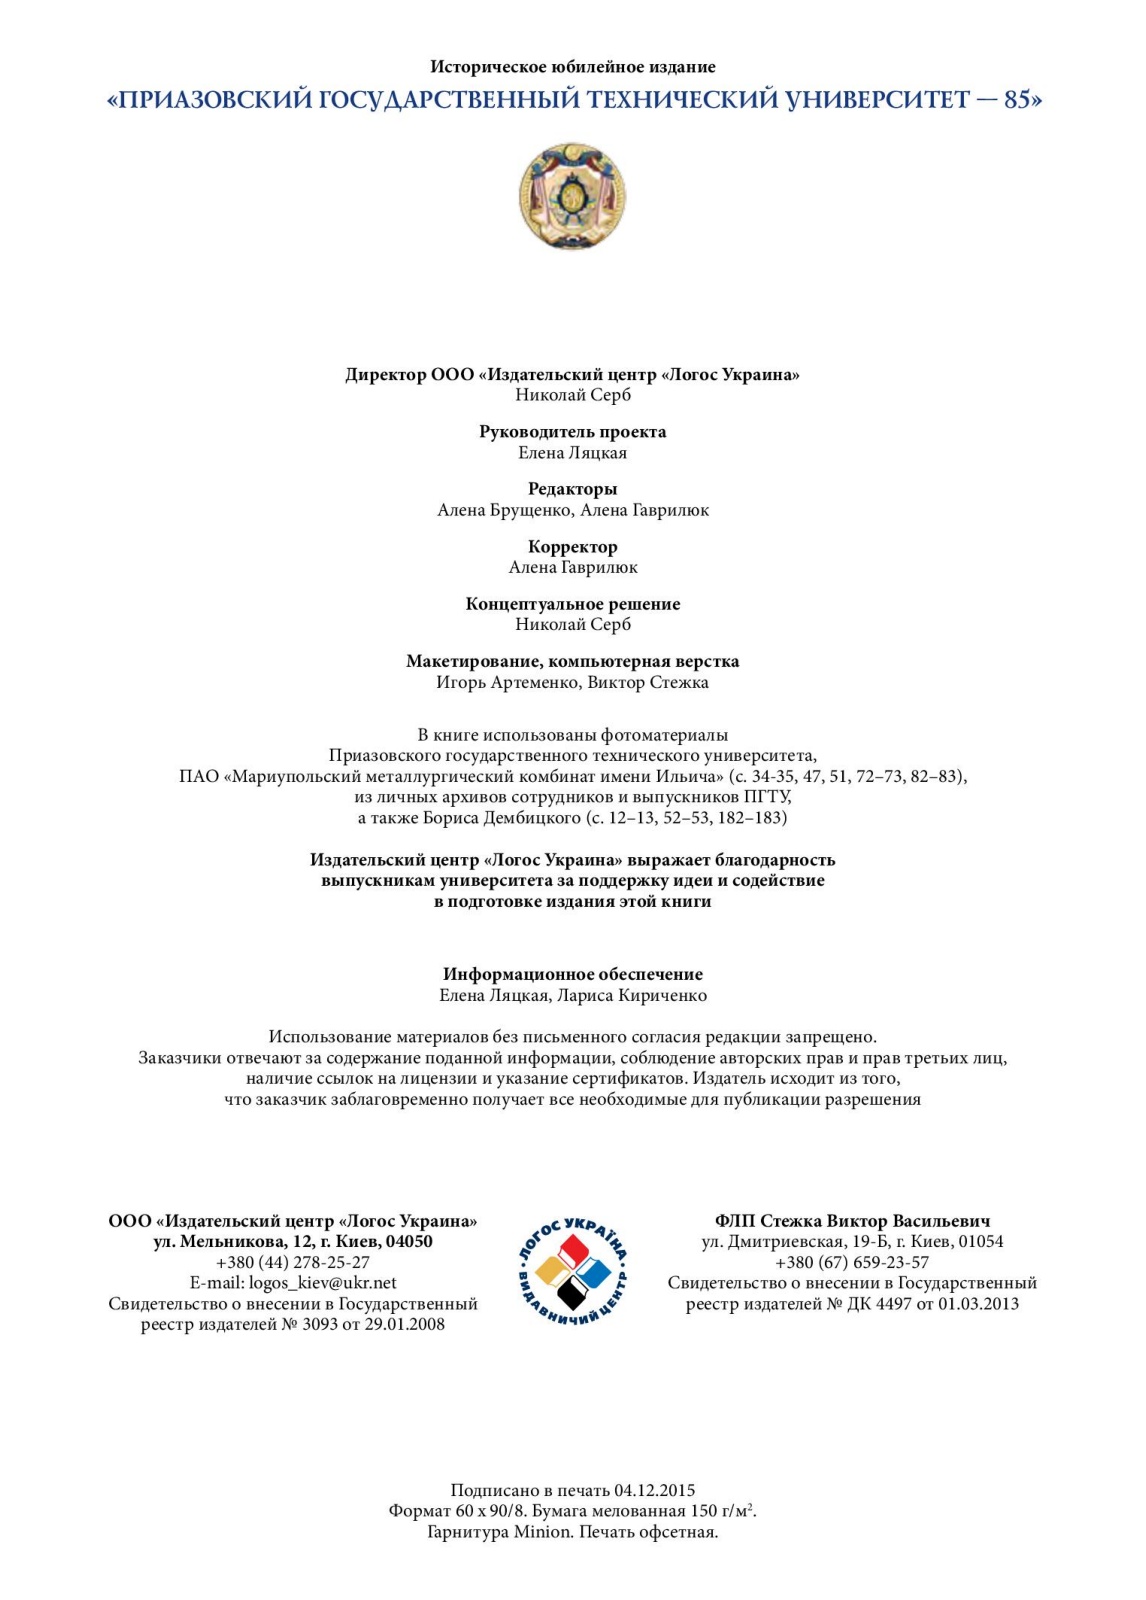 Историческое юбилейное издание
«ПРИАЗОВСКИЙ ГОСУДАРСТВЕННЫЙ ТЕХНИЧЕСКИЙ УНИВЕРСИТЕТ — 85»
Директор ООО «Издательский центр «Логос Украина»
Николай Серб
Руководитель проекта
Елена Ляцкая
Редакторы
Алена Брущенко, Алена Гаврилюк
Корректор
Алена Гаврилюк
Концептуальное решение
Николай Серб
Макетирование, компьютерная верстка
Игорь Артеменко, Виктор Стежка
В книге использованы фотоматериалы
Приазовского государственного технического университета,
ПАО «Мариупольский металлургический комбинат имени Ильича» (с. 34-35, 47, 51, 72–73, 82–83),
из личных архивов сотрудников и выпускников ПГТУ,
а также Бориса Дембицкого (с. 12–13, 52–53, 182–183)
Издательский центр «Логос Украина» выражает благодарность
выпускникам университета за поддержку идеи и содействие
в подготовке издания этой книги
Информационное обеспечение
Елена Ляцкая, Лариса Кириченко
Использование материалов без письменного согласия редакции запрещено.
Заказчики отвечают за содержание поданной информации, соблюдение авторских прав и прав третьих лиц,
наличие ссылок на лицензии и указание сертификатов. Издатель исходит из того,
что заказчик заблаговременно получает все необходимые для публикации разрешения
ООО «Издательский центр «Логос Украина»
ул. Мельникова, 12, г. Киев, 04050
+380 (44) 278-25-27
E-mail: logos_kiev@ukr.net
Свидетельство о внесении в Государственный
реестр издателей № 3093 от 29.01.2008
ЛОГОС УКРАЇНА
ВИДАВНИЧИЙ ЦЕНТР
ФЛП Стежка Виктор Васильевич
ул. Дмитриевская, 19-Б, г. Киев, 01054
+380 (67) 659-23-57
Свидетельство о внесении в Государственный
реестр издателей № ДК 4497 от 01.03.2013
Подписано в печать 04.12.2015
Формат 60 х 90/8. Бумага мелованная 150 г/м².
Гарнитура Minion. Печать офсетная.